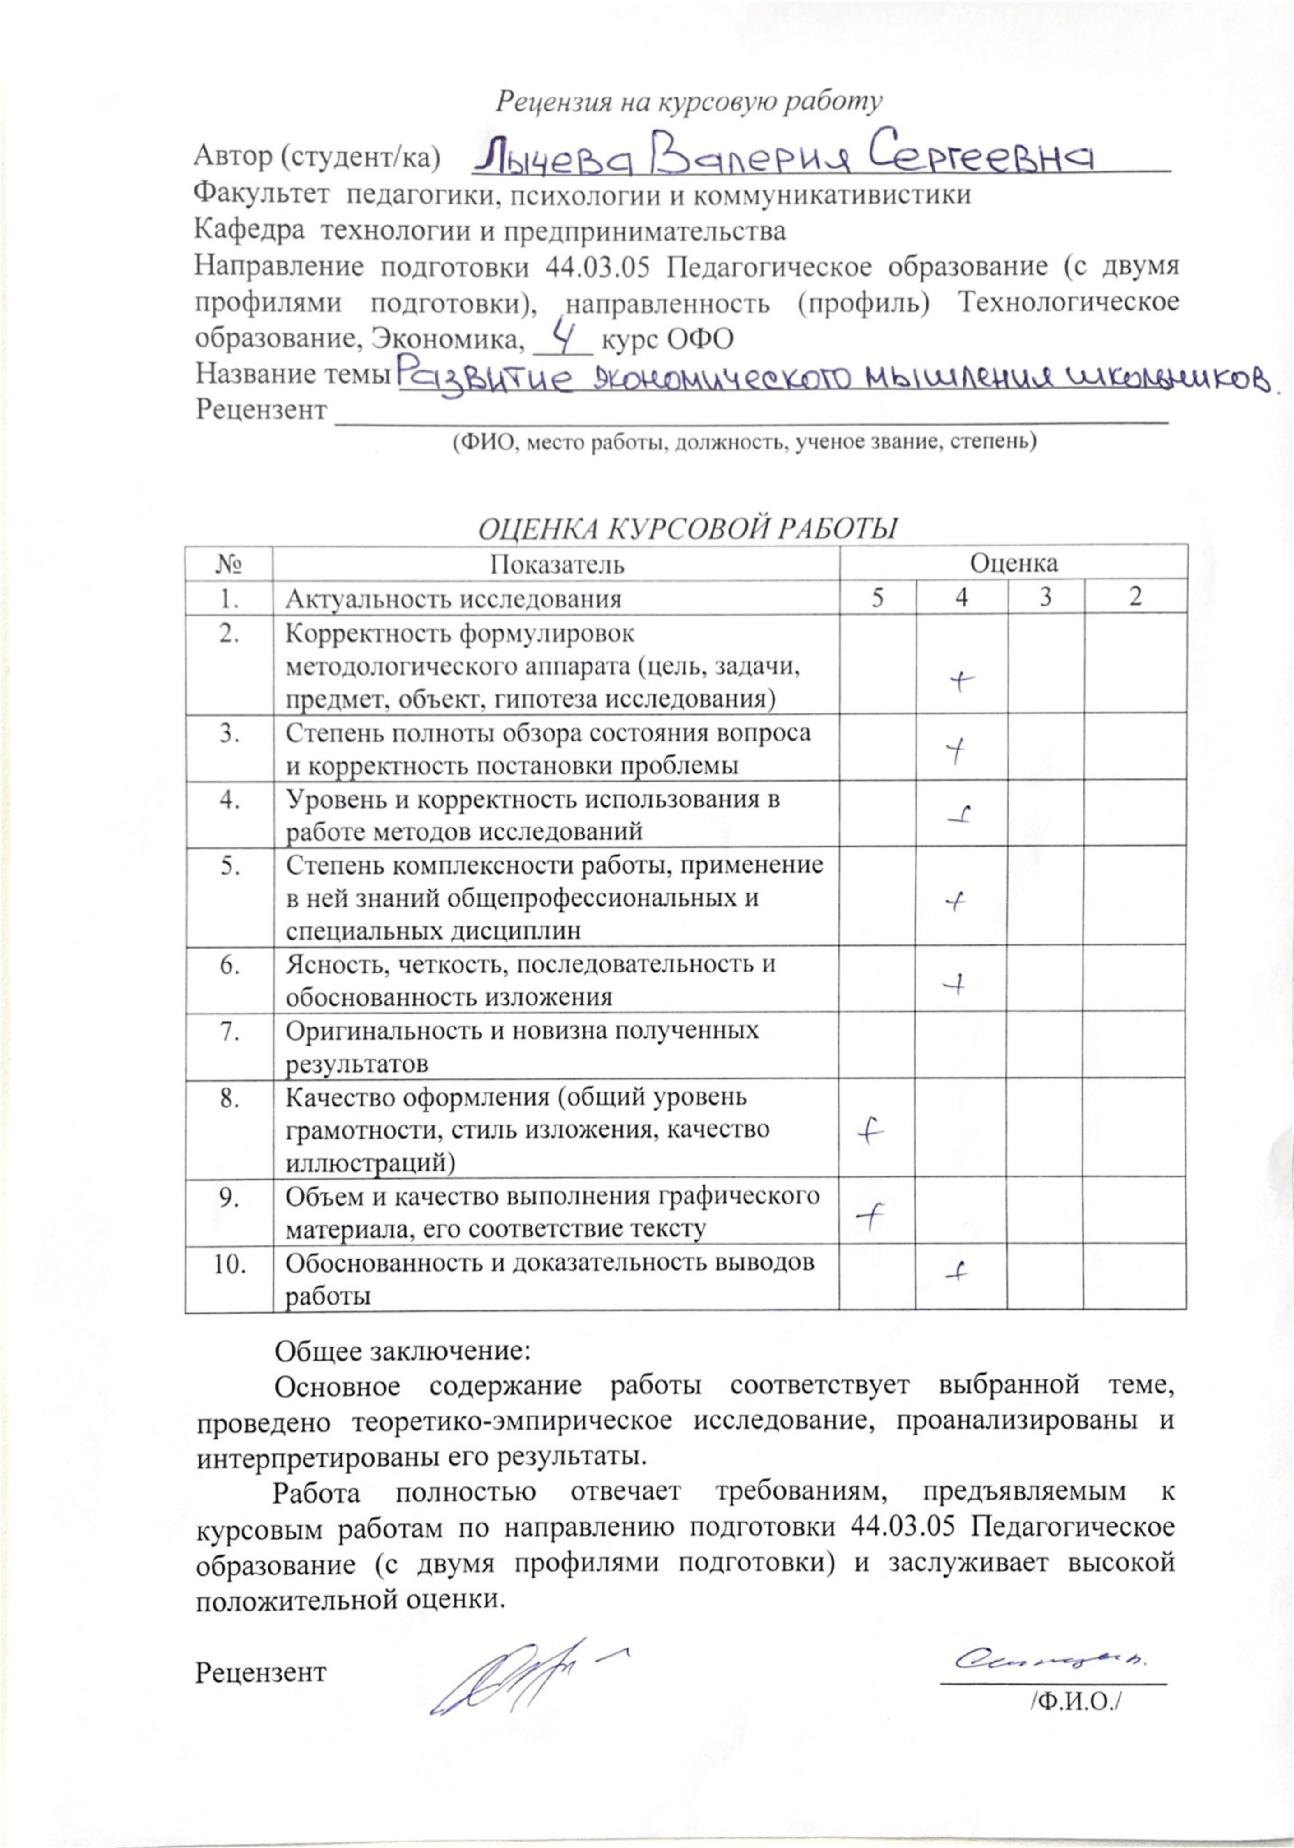 Рецензия на курсовую работу
Автор (студент/ка) Лычева Валерия Сергеевна
Факультет педагогики, психологии и коммуникативистики
Кафедра технологии и предпринимательства
Направление подготовки 44.03.05 Педагогическое образование (с двумя
профилями подготовки), направленность (профиль) Технологическое
образование, Экономика, 4 курс ОФО
Название темы Развитие экономического мышления школьников.
Рецензент
(ФИО, место работы, должность, ученое звание, степень)
ОЦЕНКА КУРСОВОЙ РАБОТЫ
№ Показатель Оценка
1. Актуальность исследования 5 4 3 2
2. Корректность формулировок
методологического аппарата (цель, задачи, +
предмет, объект, гипотеза исследования)
3. Степень полноты обзора состояния вопроса +
и корректность постановки проблемы
4. Уровень и корректность использования в +
работе методов исследований
5. Степень комплексности работы, применение
в ней знаний общепрофессиональных и +
специальных дисциплин
6. Ясность, четкость, последовательность и +
обоснованность изложения
7. Оригинальность и новизна полученных
результатов
8. Качество оформления (общий уровень
грамотности, стиль изложения, качество +
иллюстраций)
9. Объем и качество выполнения графического +
материала, его соответствие тексту
10. Обоснованность и доказательность выводов +
работы
Общее заключение:
Основное содержание работы соответствует выбранной теме,
проведено теоретико-эмпирическое исследование, проанализированы и
интерпретированы его результаты.
Работа полностью отвечает требованиям, предъявляемым к
курсовым работам по направлению подготовки 44.03.05 Педагогическое
образование (с двумя профилями подготовки) и заслуживает высокой
положительной оценки.
Рецензент
/Ф.И.О./